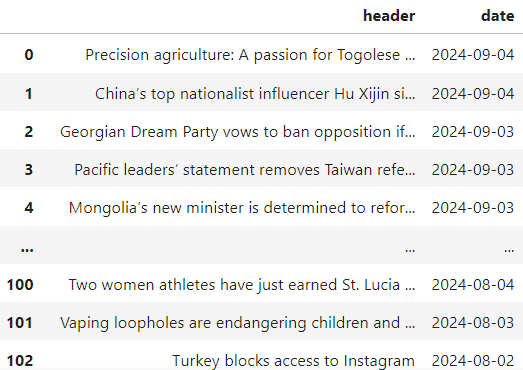 header date
0 Precision agriculture: A passion for Togolese ... 2024-09-04
1 China’s top nationalist influencer Hu Xijin si... 2024-09-04
2 Georgian Dream Party vows to ban opposition if... 2024-09-03
3 Pacific leaders’ statement removes Taiwan refe... 2024-09-03
4 Mongolia’s new minister is determined to refor... 2024-09-03
... ... ...
100 Two women athletes have just earned St. Lucia ... 2024-08-04
101 Vaping loopholes are endangering children and ... 2024-08-03
102 Turkey blocks access to Instagram 2024-08-02